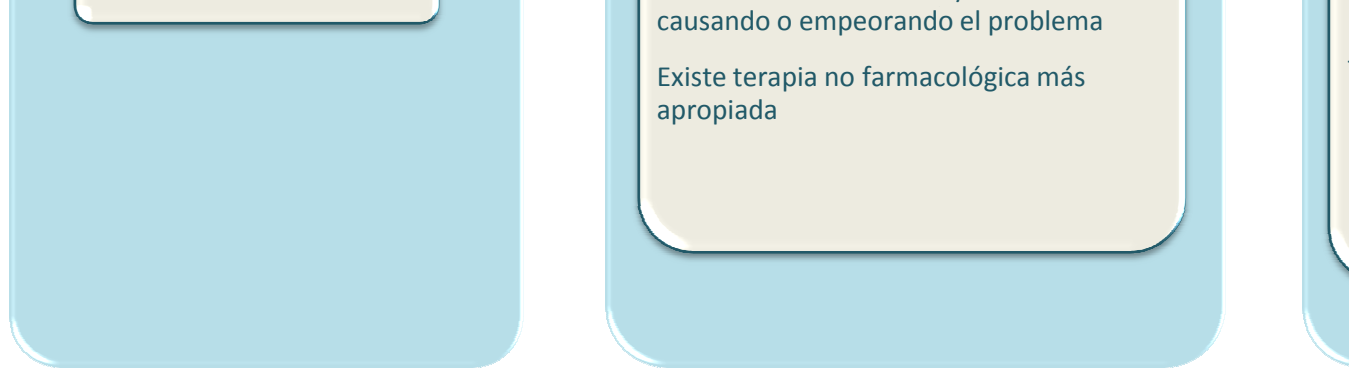 causando o empeorando el problema
Existe terapia no farmacológica más
apropiada